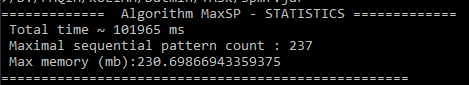 ============= Algorithm MaxSP - STATISTICS =============
Total time ~ 101965 ms
Maximal sequential pattern count : 237
Max memory (mb):230.69866943359375
===================================================